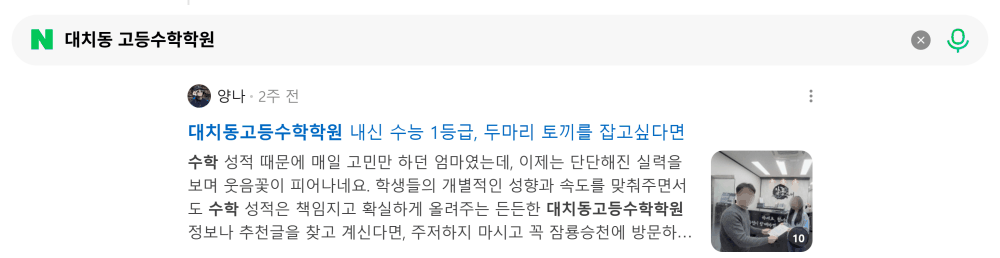 N 대치동 고등수학학원
양나 · 2주 전
대치동고등수학학원 내신 수능 1등급, 두마리 토끼를 잡고싶다면
수학 성적 때문에 매일 고민만 하던 엄마였는데, 이제는 단단해진 실력을
보며 웃음꽃이 피어나네요. 학생들의 개별적인 성향과 속도를 맞춰주면서
도 수학 성적은 책임지고 확실하게 올려주는 든든한 대치동고등수학학원
정보나 추천글을 찾고 계신다면, 주저하지 마시고 꼭 잠룡승천에 방문하...
10